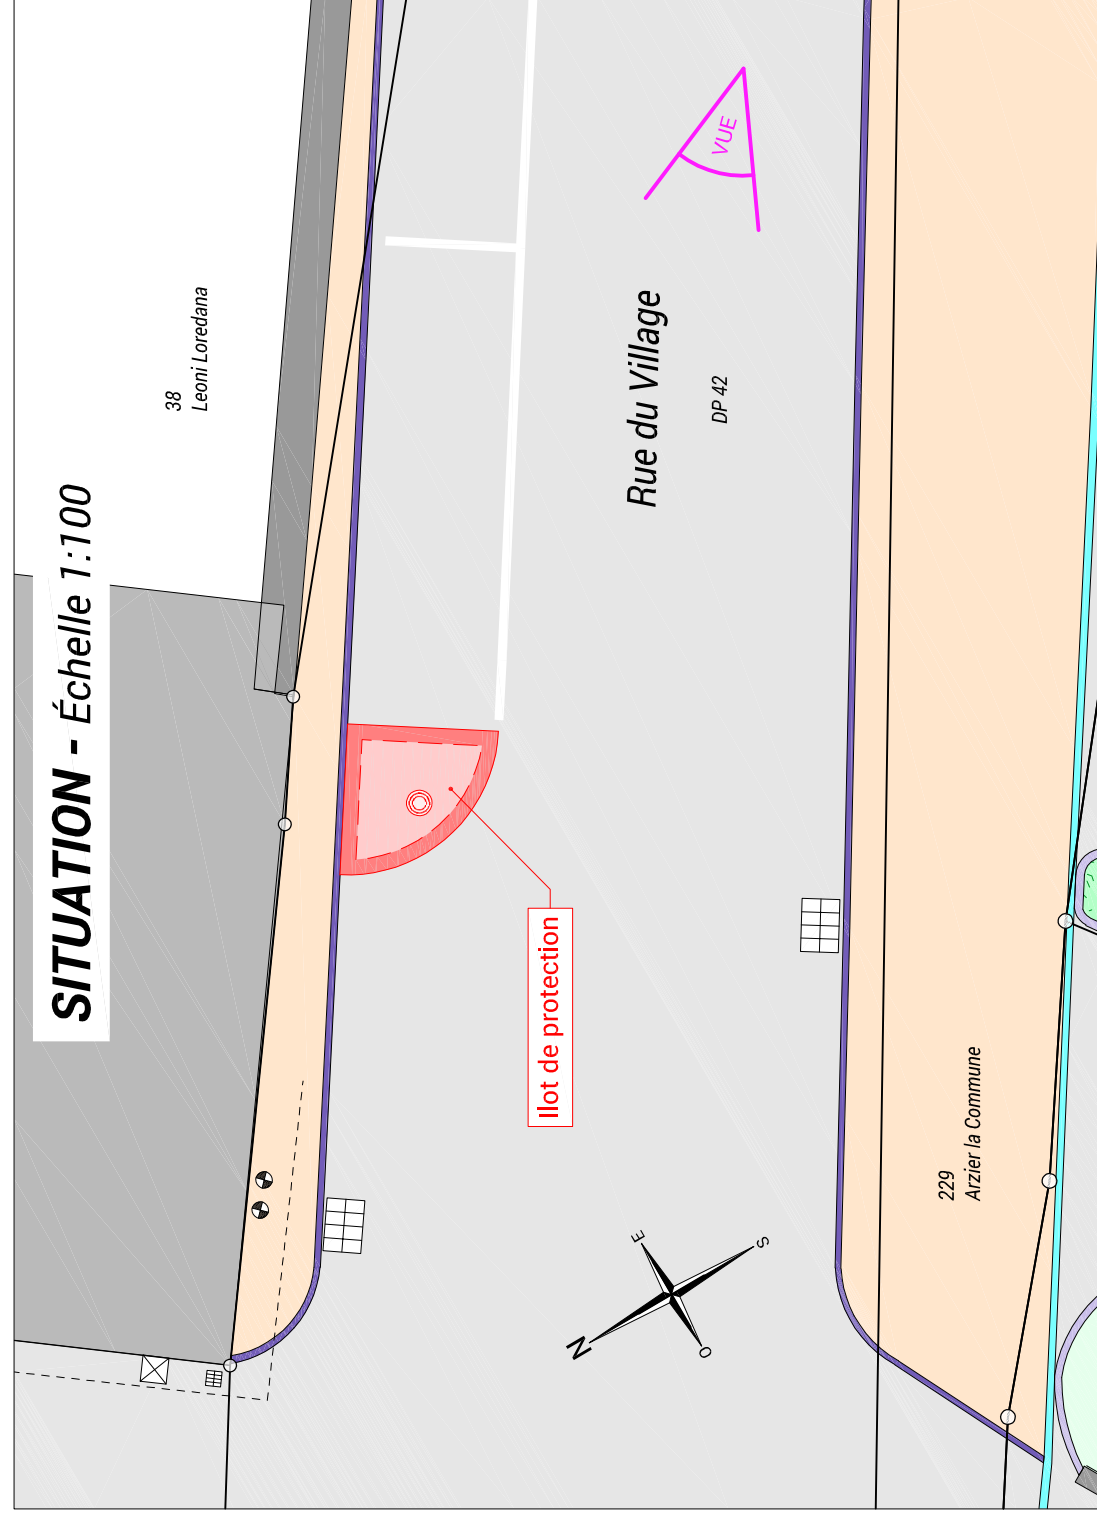 SITUATION - Échelle 1:100
38
Leoni Loredana
VUE
Rue du Village
DP 42
Ilot de protection
229
Arzier la Commune
E
S
N
O